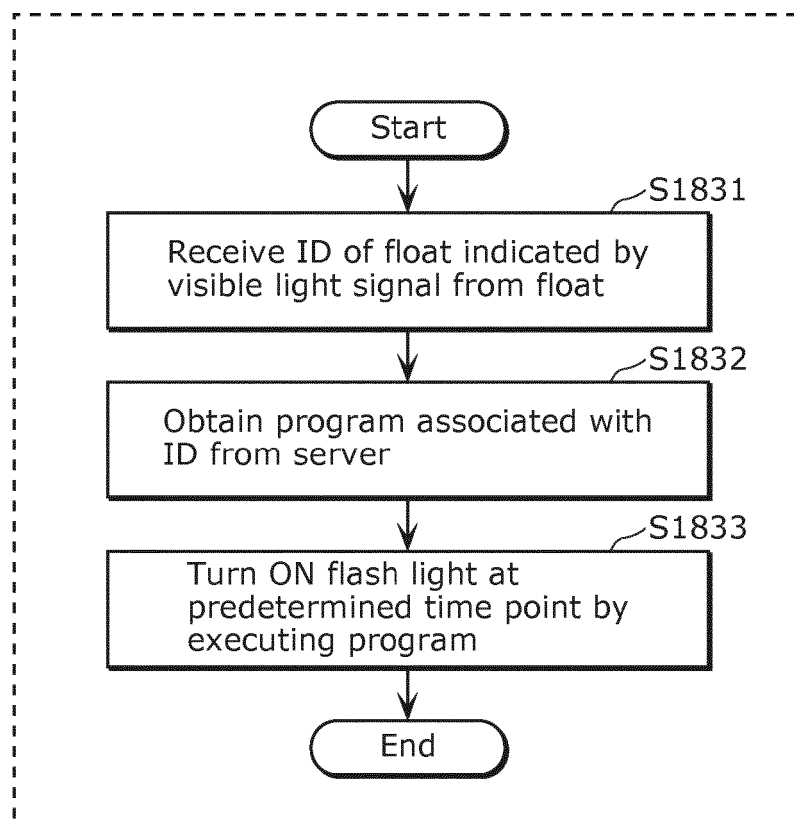 Start
S1831
Receive ID of float indicated by
visible light signal from float
S1832
Obtain program associated with
ID from server
S1833
Turn ON flash light at
predetermined time point by
executing program
End